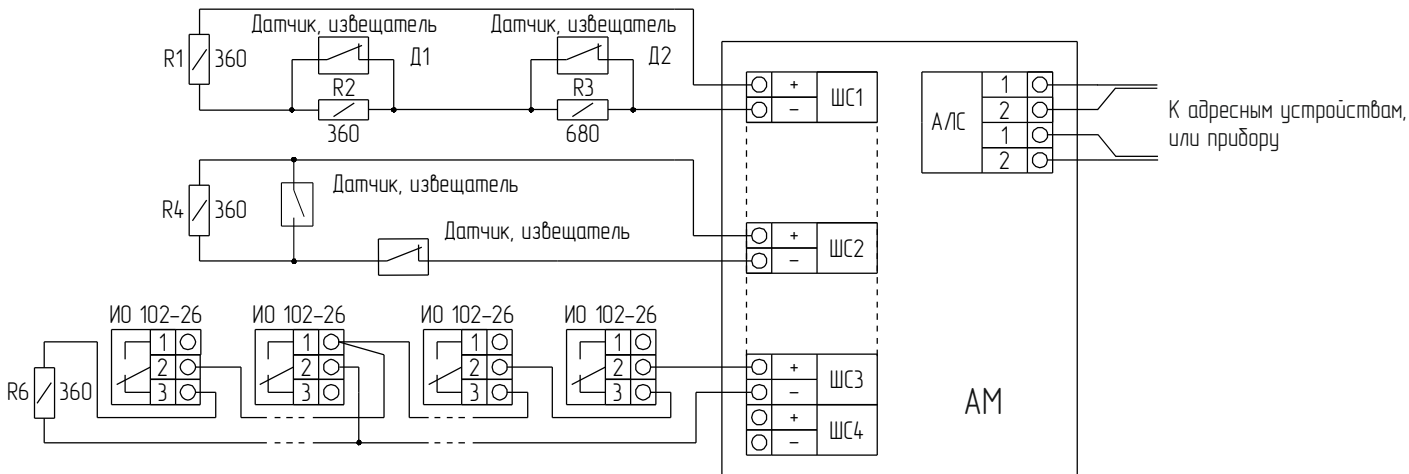 Датчик, извещатель
Датчик, извещатель
R1
360
Д1
Д2
R2
R3
360
680
+
−
ШС1
АЛС
1
2
1
2
К адресным устройствам,
или прибору
R4
360
Датчик, извещатель
Датчик, извещатель
+
−
ШС2
ИО 102-26
ИО 102-26
ИО 102-26
ИО 102-26
1
2
3
1
2
3
1
2
3
1
2
3
R6
360
+
−
ШС3
+
−
ШС4
АМ